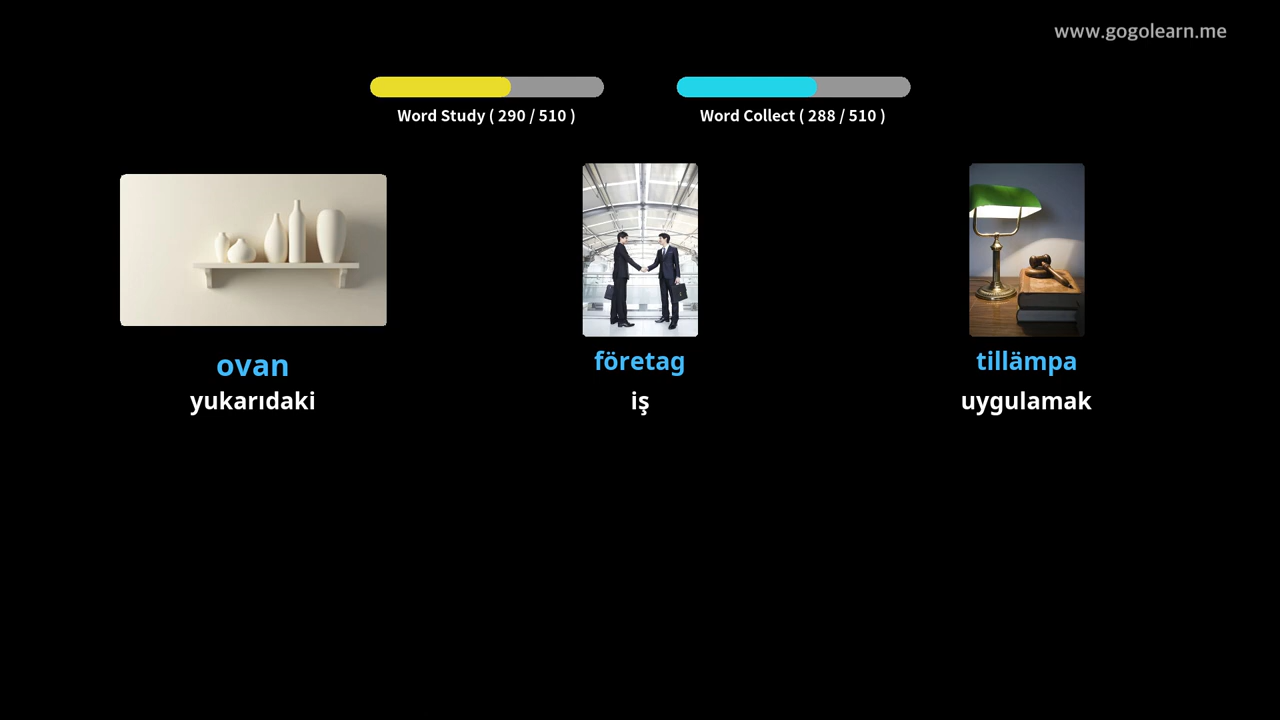 www.gogolearn.me
Word Study ( 290 / 510 )
Word Collect ( 288 / 510 )
ovan
företag
tillämpa
yukarıdaki
iş
uygulamak